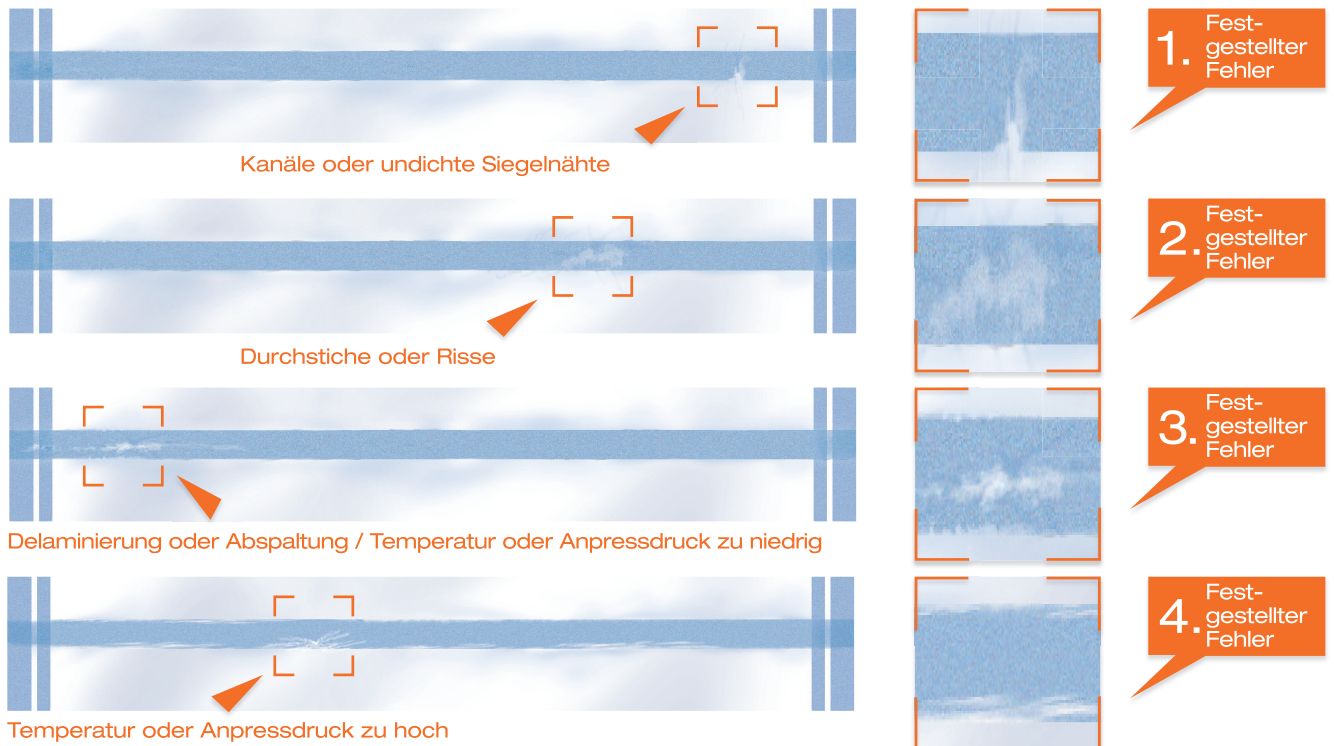 1. Fest-
gestellter
Fehler
Kanäle oder undichte Siegelnähte
2. Fest-
gestellter
Fehler
Durchstiche oder Risse
3. Fest-
gestellter
Fehler
Delaminierung oder Abspaltung / Temperatur oder Anpressdruck zu niedrig
4. Fest-
gestellter
Fehler
Temperatur oder Anpressdruck zu hoch